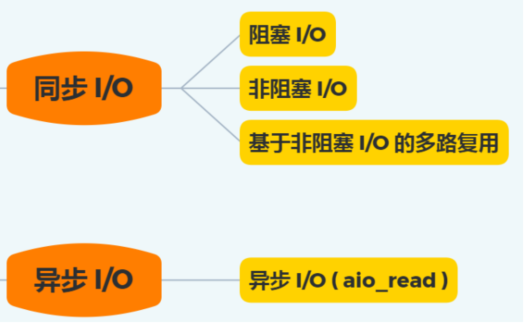 同步 I/O
阻塞 I/O
非阻塞 I/O
基于非阻塞 I/O 的多路复用
异步 I/O
异步 I/O ( aio_read )